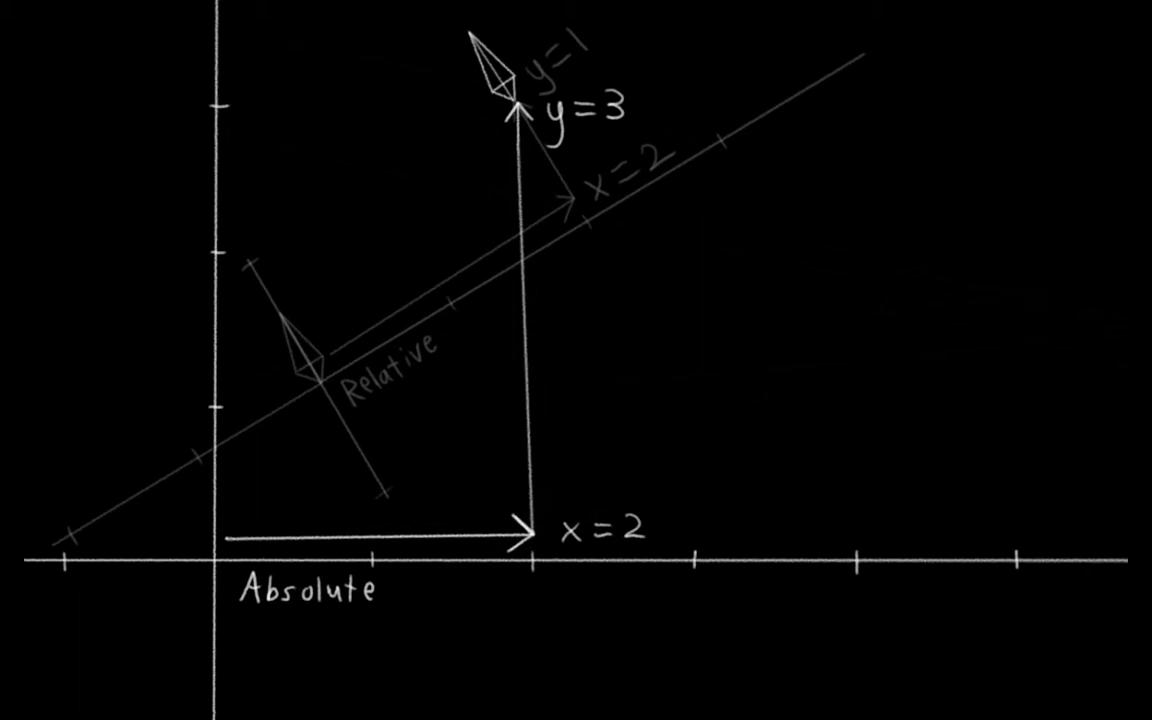 y=1
y=3
x=2
Relative
x=2
Absolute